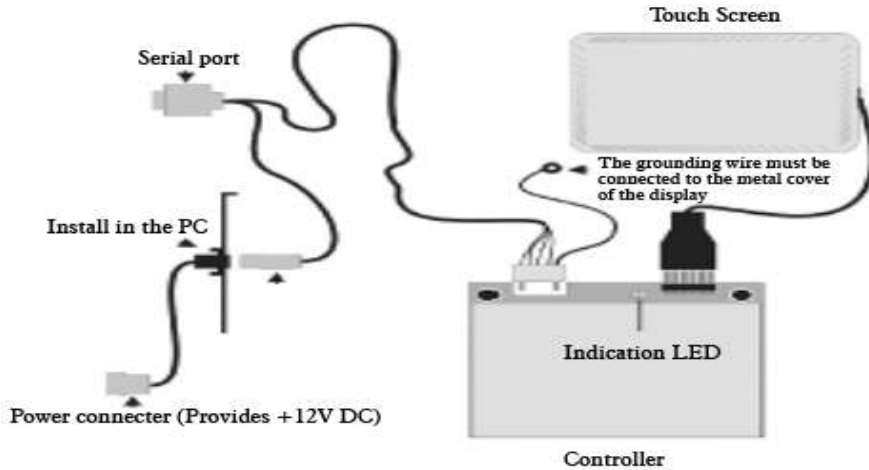 Touch Screen
Serial port
The grounding wire must be
connected to the metal cover
of the display
Install in the PC
Indication LED
Power connecter (Provides +12V DC)
Controller